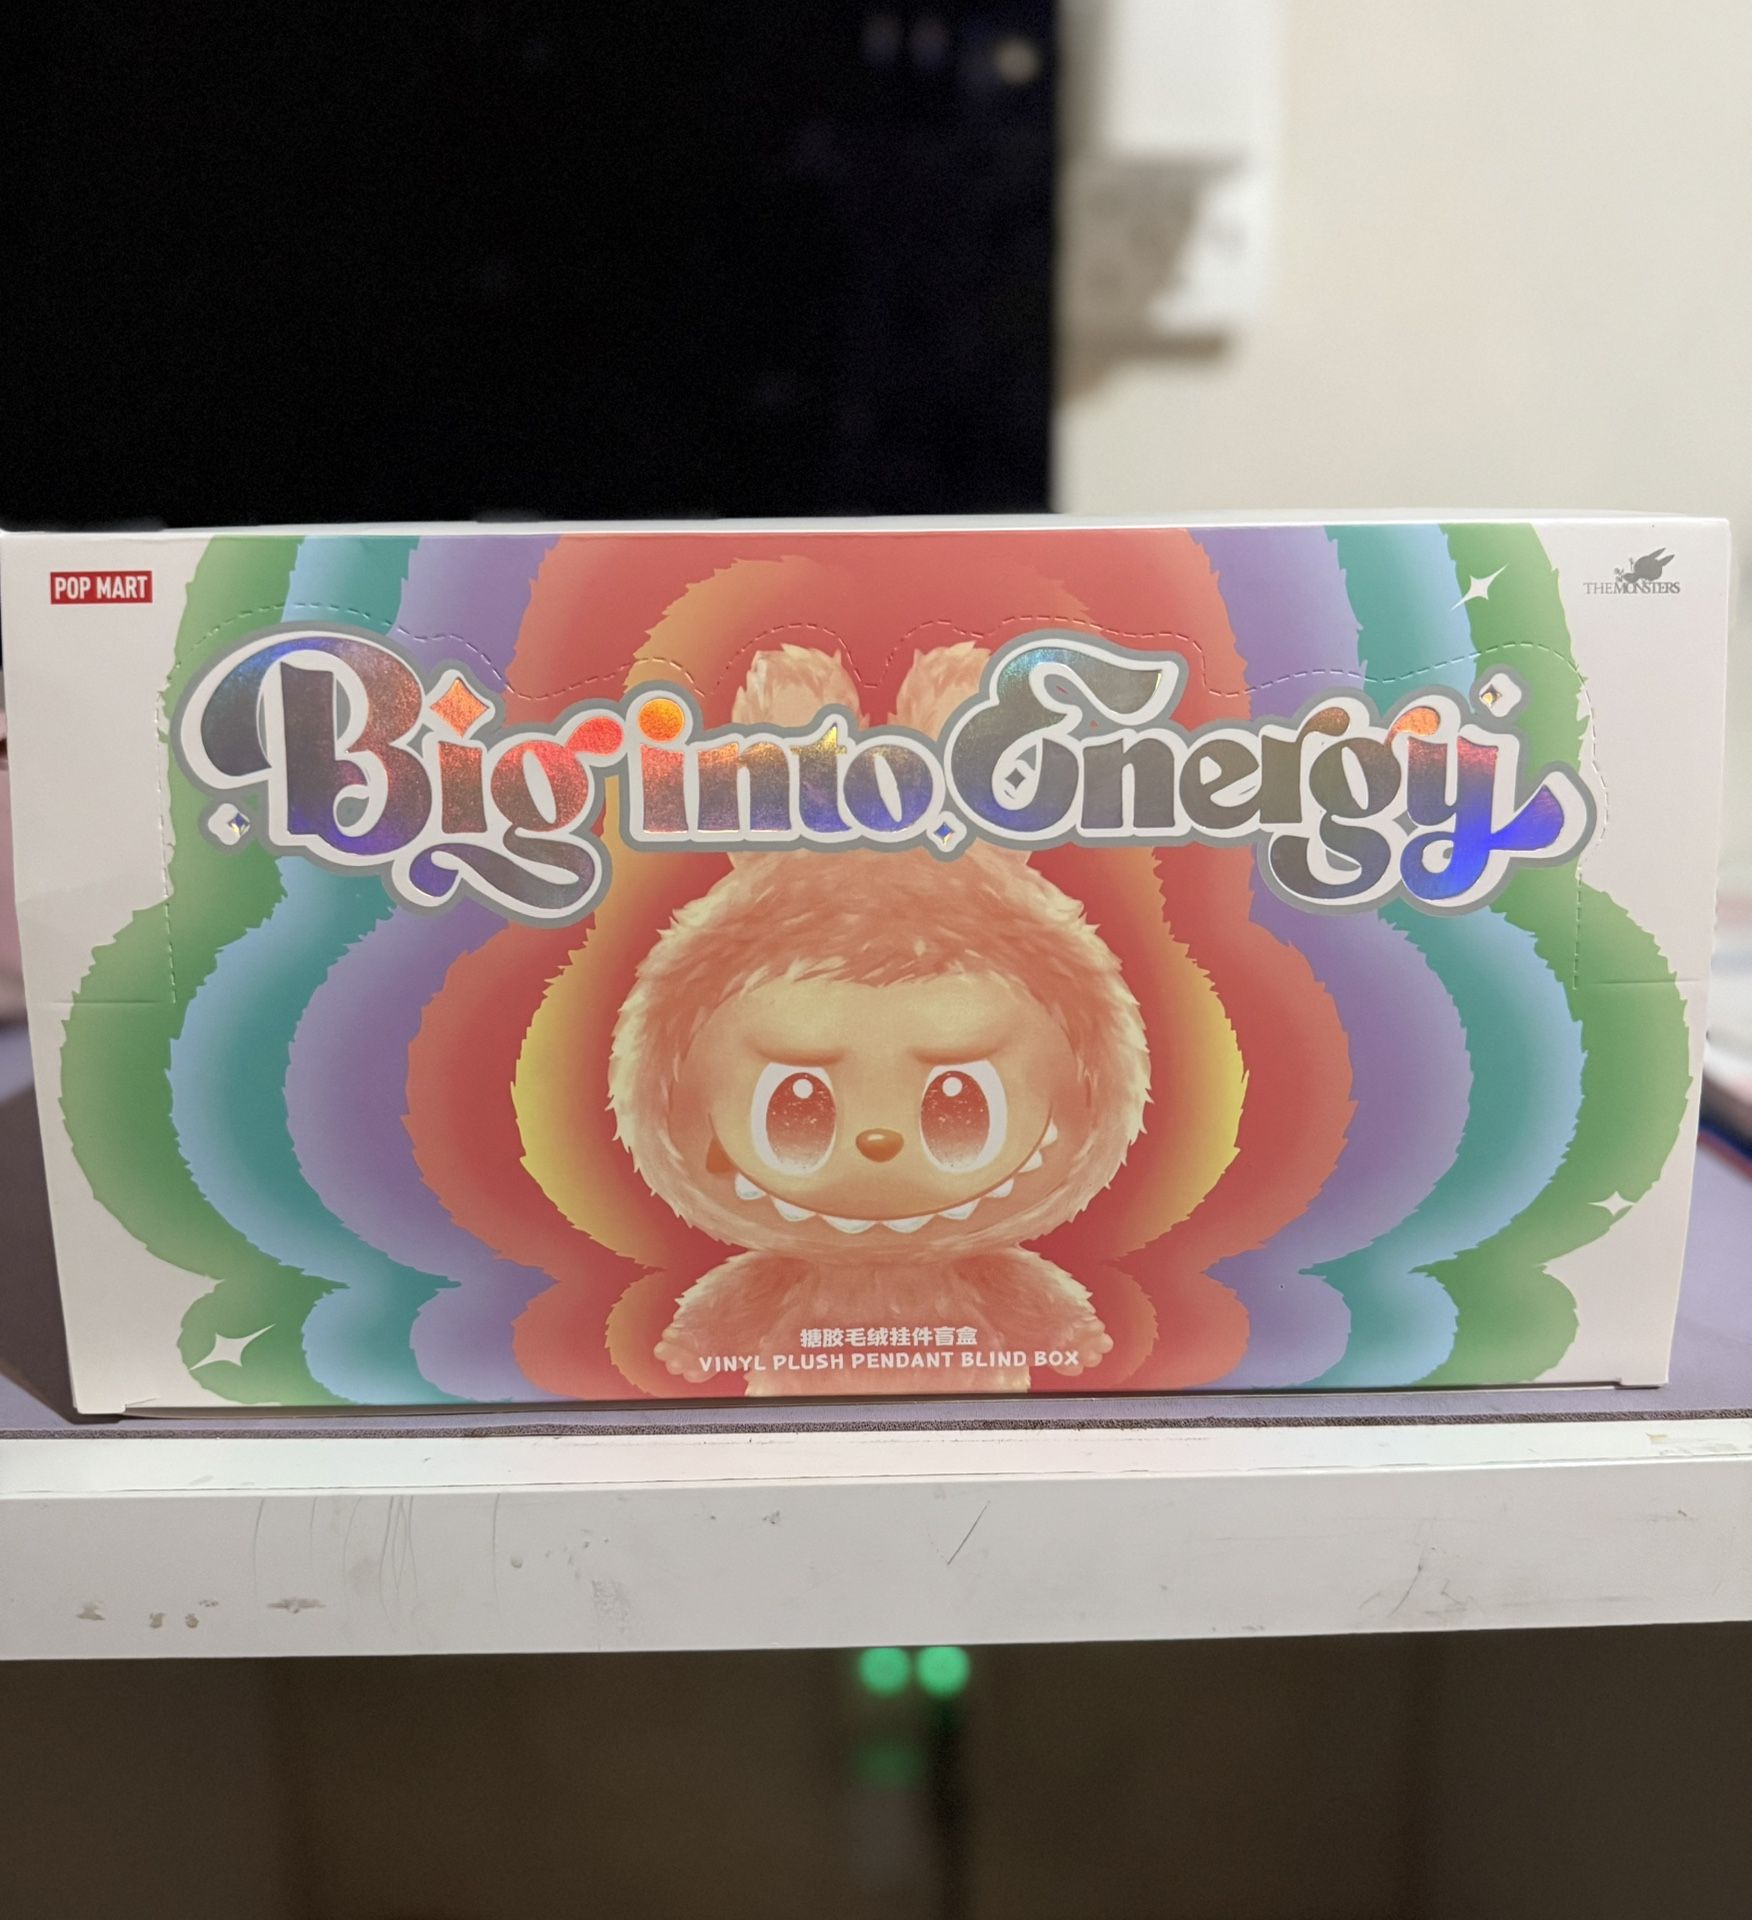 POP MART
THE MONSTERS
Big into Energy
搪胶毛绒挂件盲盒
VINYL PLUSH PENDANT BLIND BOX